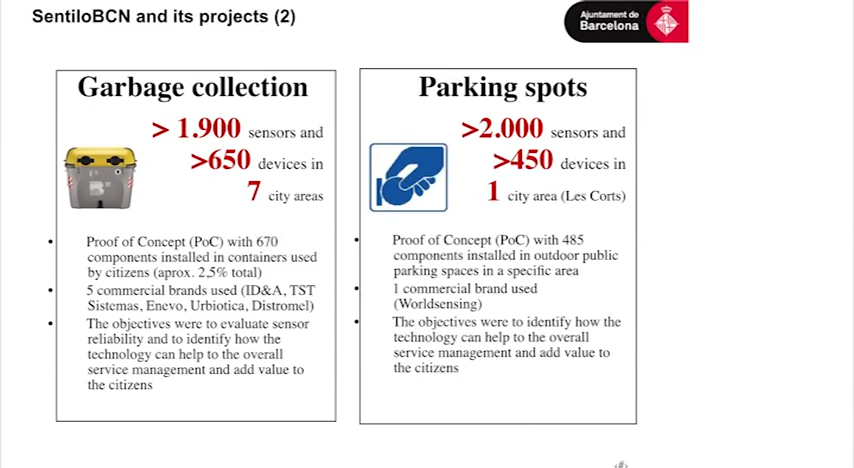 SentiloBCN and its projects (2)
Ajuntament de
Barcelona
Garbage collection
> 1.900 sensors and
>650 devices in
7 city areas
• Proof of Concept (PoC) with 670
components installed in containers used
by citizens (aprox. 2,5% total)
• 5 commercial brands used (ID&A, TST
Sistemas, Enevo, Urbiotica, Distromel)
• The objectives were to evaluate sensor
reliability and to identify how the
technology can help to the overall
service management and add value to
the citizens
Parking spots
>2.000 sensors and
>450 devices in
1 city area (Les Corts)
• Proof of Concept (PoC) with 485
components installed in outdoor public
parking spaces in a specific area
• 1 commercial brand used
(Worldsensing)
• The objectives were to identify how the
technology can help to the overall
service management and add value to
the citizens